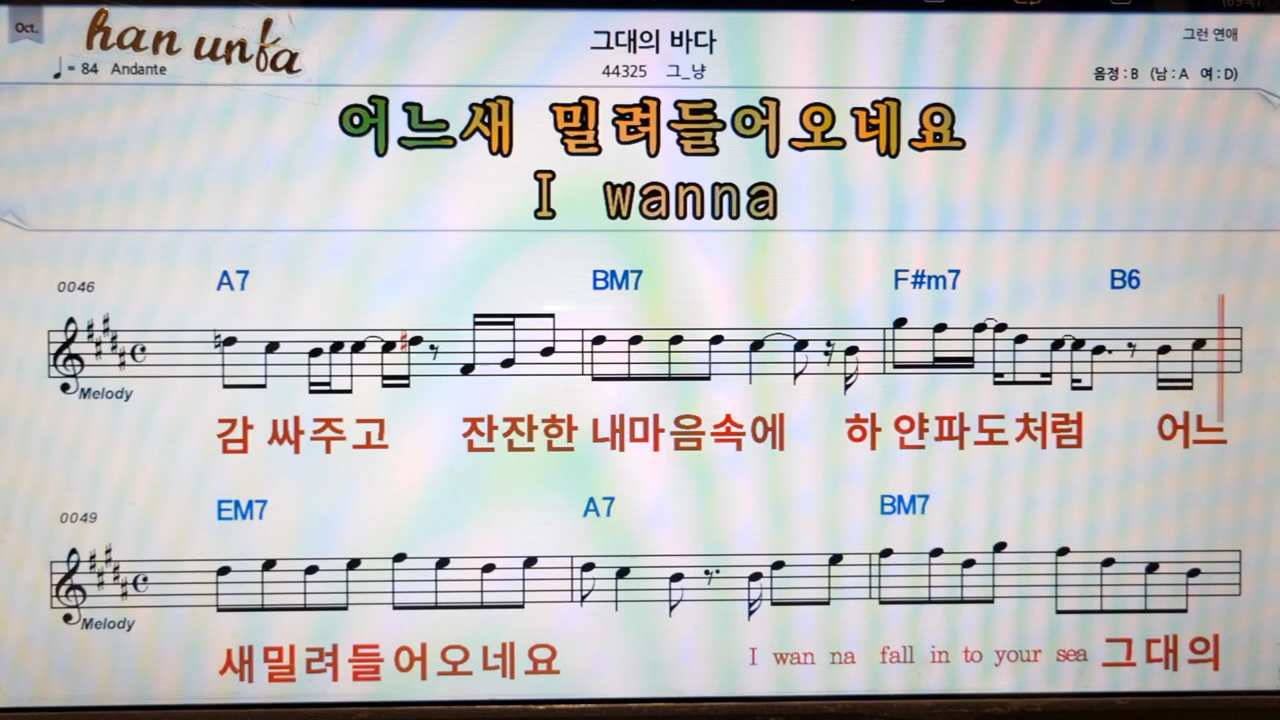 Oct.
han unfa
♩ = 84 Andante
그대의 바다
44325 그_냥
그런 연애
음정 : B (남 : A 여 : D)
어느새 밀려들어오네요
I wanna
0046
A7 BM7 F#m7 B6
Melody
감 싸주고 잔잔한 내마음속에 하 얀파도처럼 어느
0049
EM7 A7 BM7
Melody
새밀려들어오네요 I wan na fall in to your sea 그대의